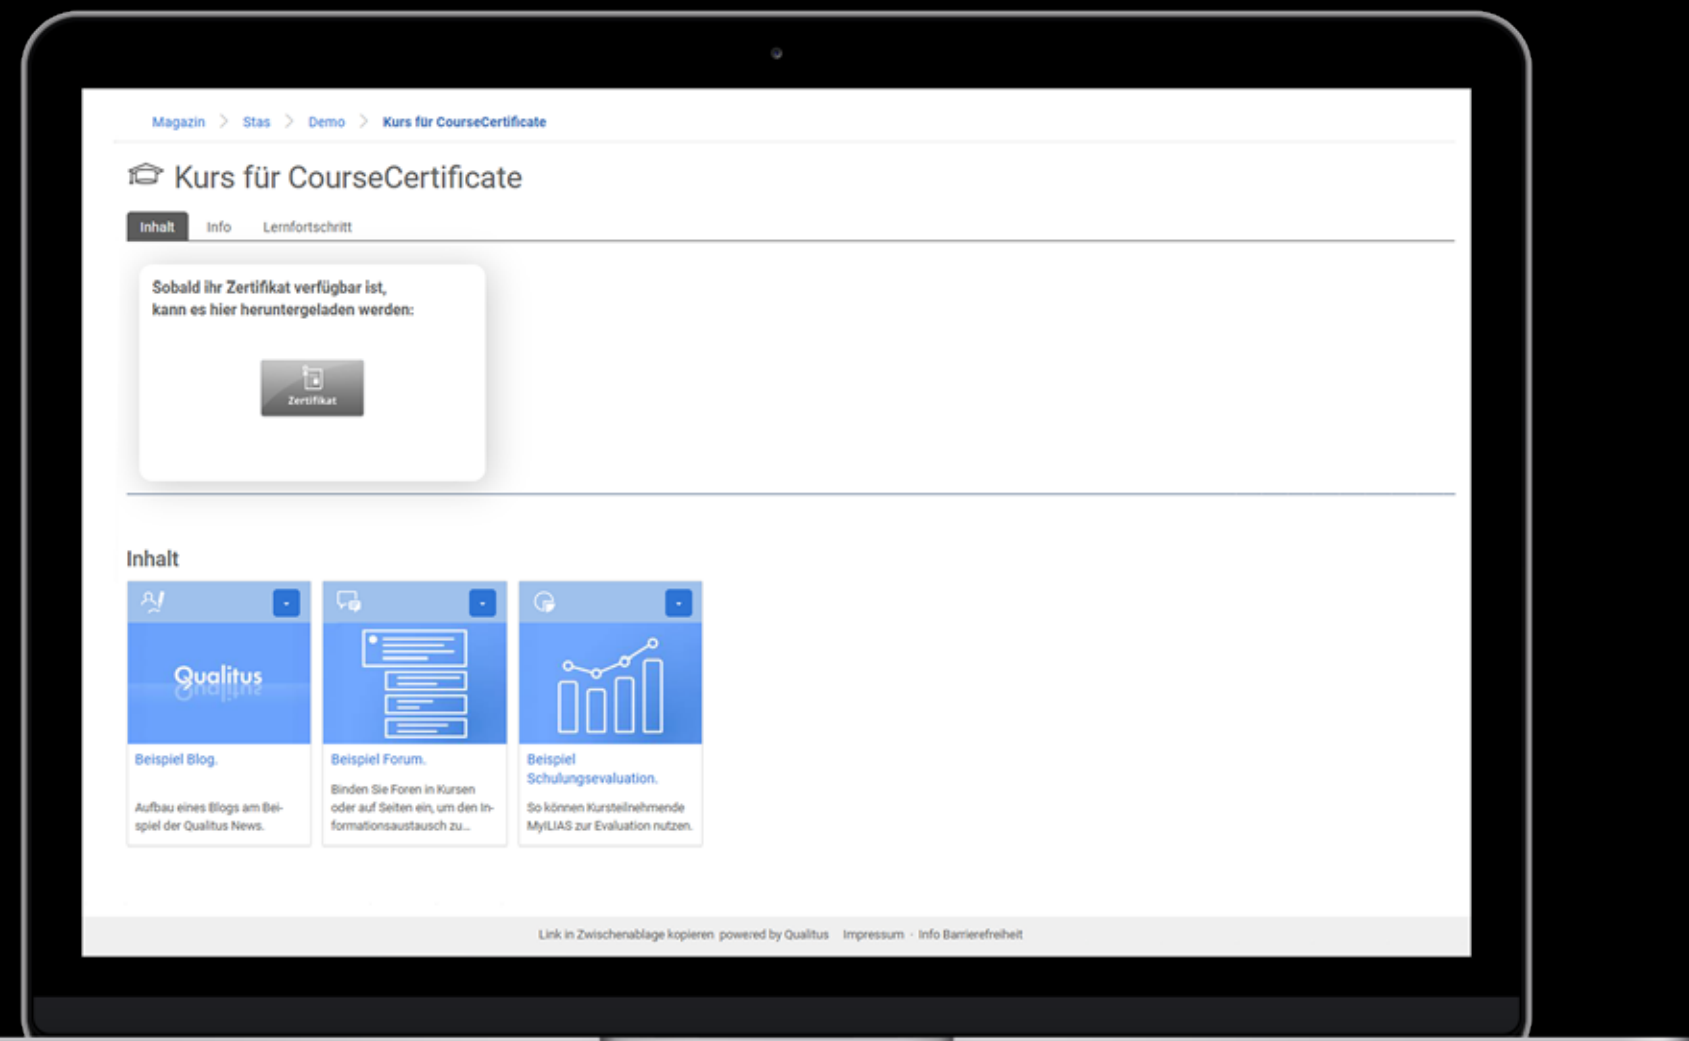 Magazin > Stas > Demo > Kurs für CourseCertificate
Kurs für CourseCertificate
Inhalt Info Lernfortschritt
Sobald ihr Zertifikat verfügbar ist,
kann es hier heruntergeladen werden:
Zertifikat
Inhalt
Qualitus
Beispiel Blog.
Aufbau eines Blogs am Bei-
spiel der Qualitus News.
Beispiel Forum.
Binden Sie Foren in Kursen
oder auf Seiten ein, um den In-
formationsaustausch zu...
Beispiel
Schulungsevaluation.
So können Kursteilnehmende
MyILIAS zur Evaluation nutzen.
Link in Zwischenablage kopieren powered by Qualitus Impressum · Info Barrierefreiheit